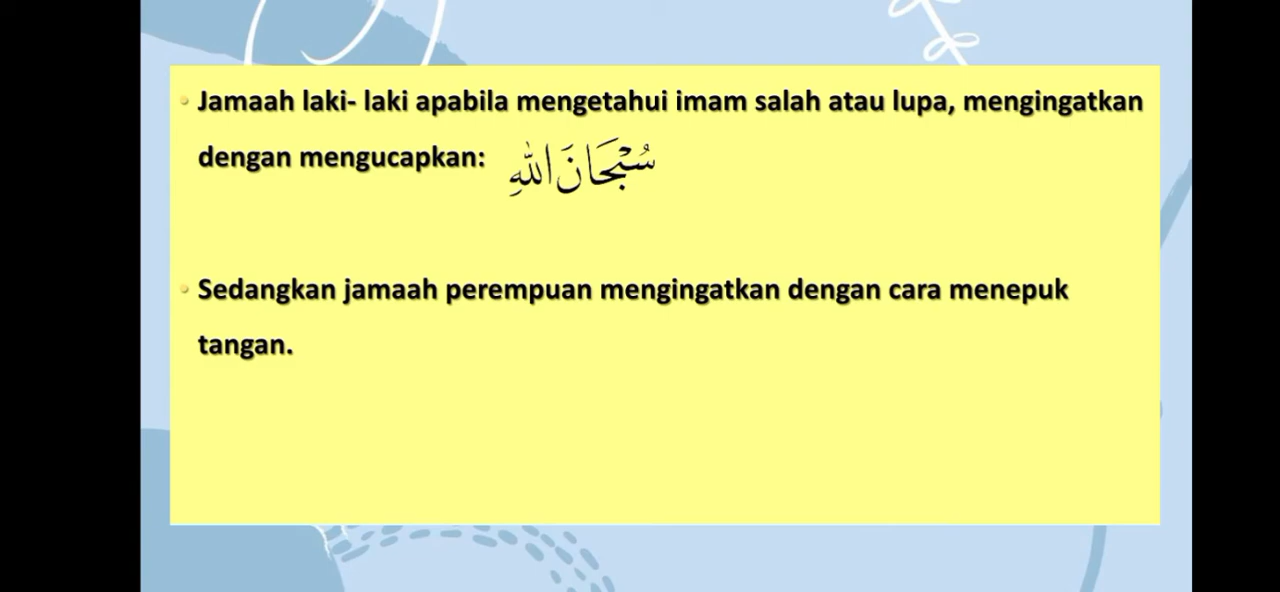 • Jamaah laki- laki apabila mengetahui imam salah atau lupa, mengingatkan
dengan mengucapkan: سُبْحَانَ اللهِ
• Sedangkan jamaah perempuan mengingatkan dengan cara menepuk
tangan.